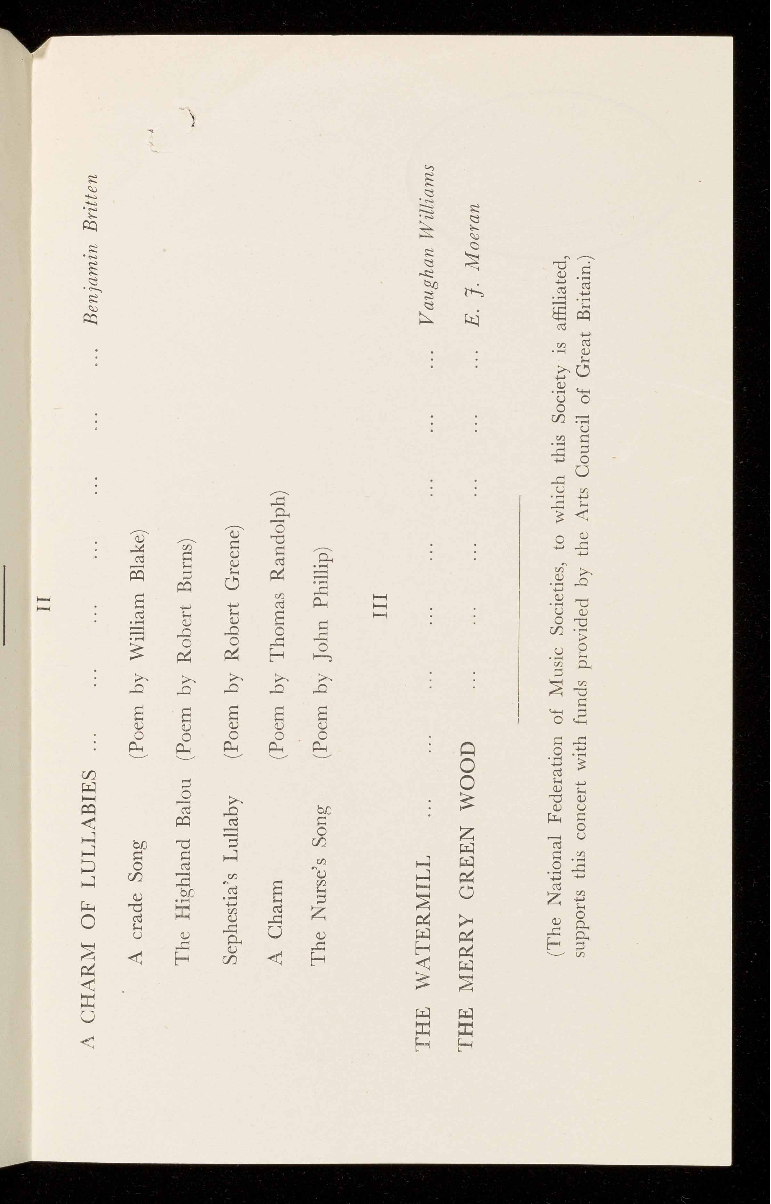 II
A CHARM OF LULLABIES ... ... ... ... ... ... ... Benjamin Britten
A crade Song (Poem by William Blake)
The Highland Balou (Poem by Robert Burns)
Sephestia's Lullaby (Poem by Robert Greene)
A Charm (Poem by Thomas Randolph)
The Nurse's Song (Poem by John Phillip)
III
THE WATERMILL ... ... ... ... ... ... ... ... Vaughan Williams
THE MERRY GREEN WOOD ... ... ... ... ... ... E. J. Moeran
(The National Federation of Music Societies, to which this Society is affiliated,
supports this concert with funds provided by the Arts Council of Great Britain.)